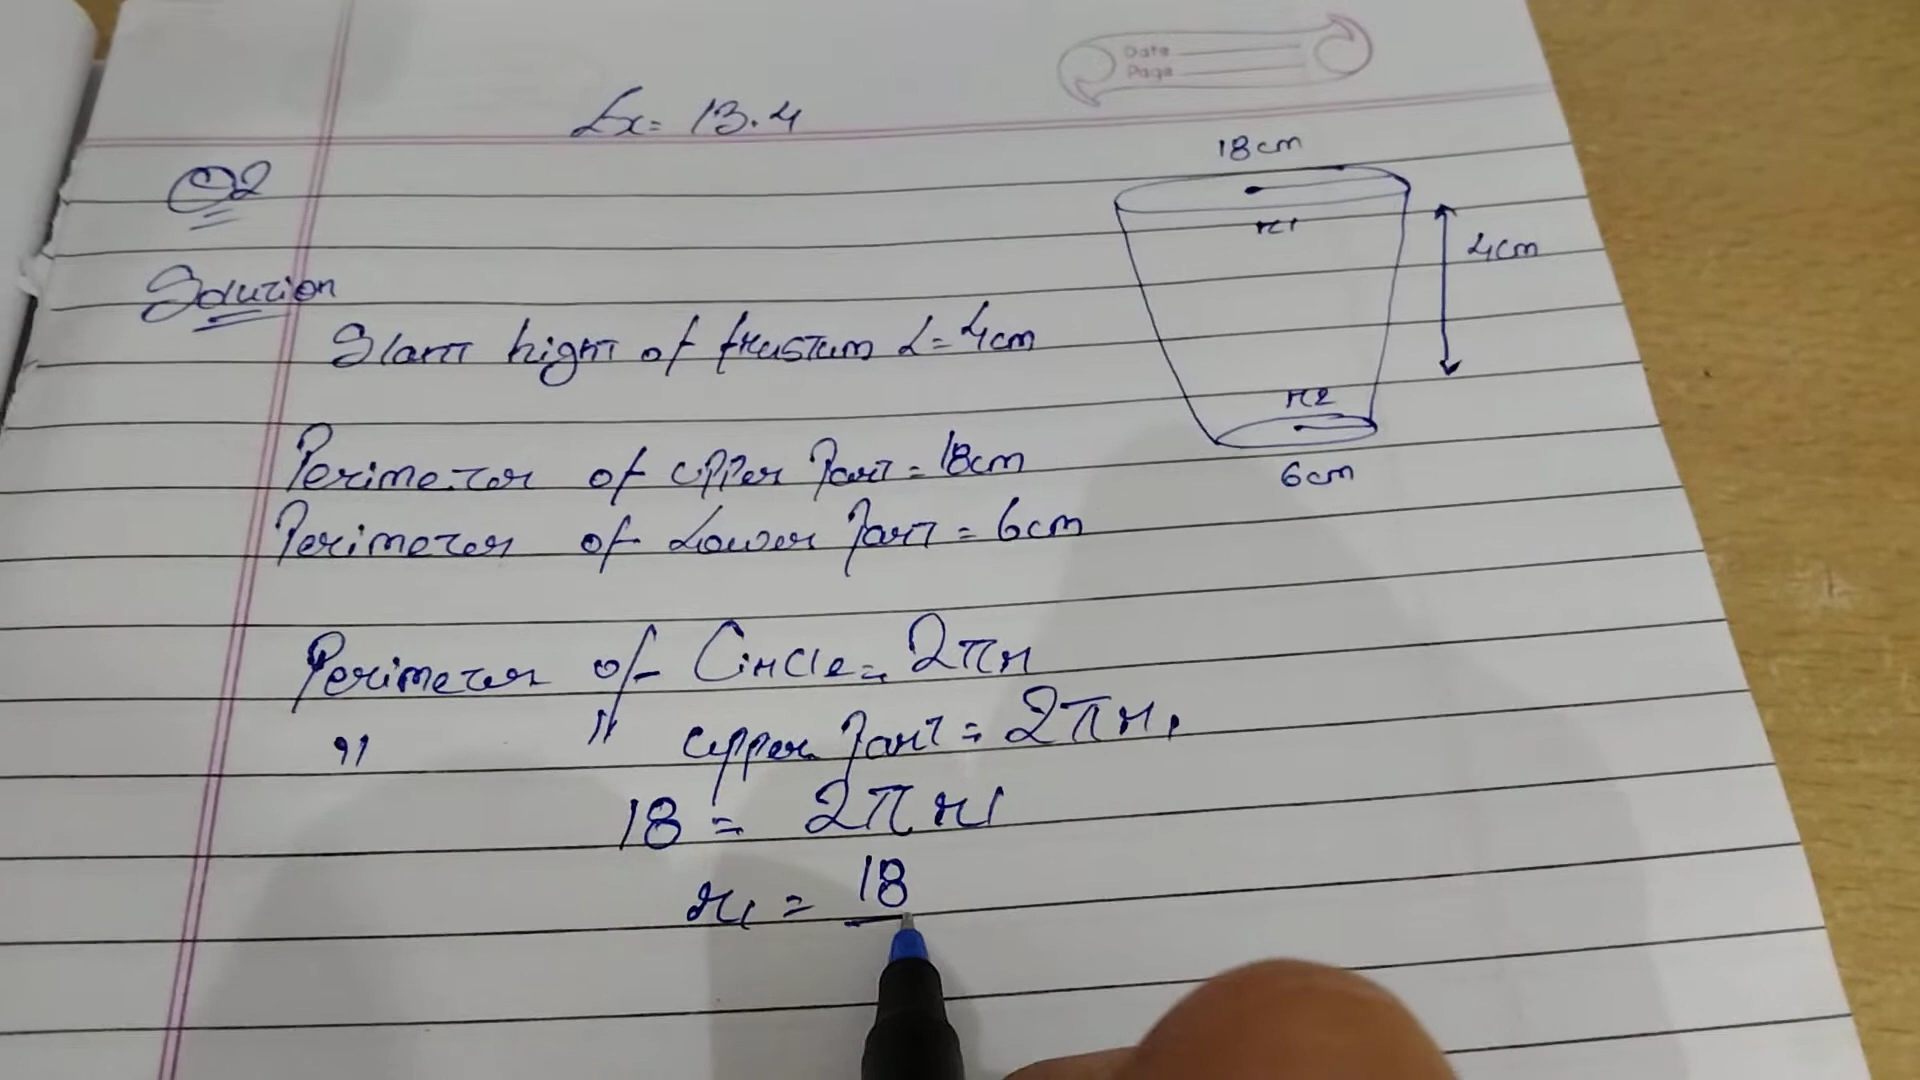 Date
Page
Ex= 13.4
Q2
18cm
r1
4cm
Solution
Slant hight of frustum L=4cm
r2
6cm
Perimeter of upper Part=18cm
Perimeter of Lower Part=6cm
Perimeter of Circle=2πr
" " upper Part=2πr1
18= 2πr1
r1= 18